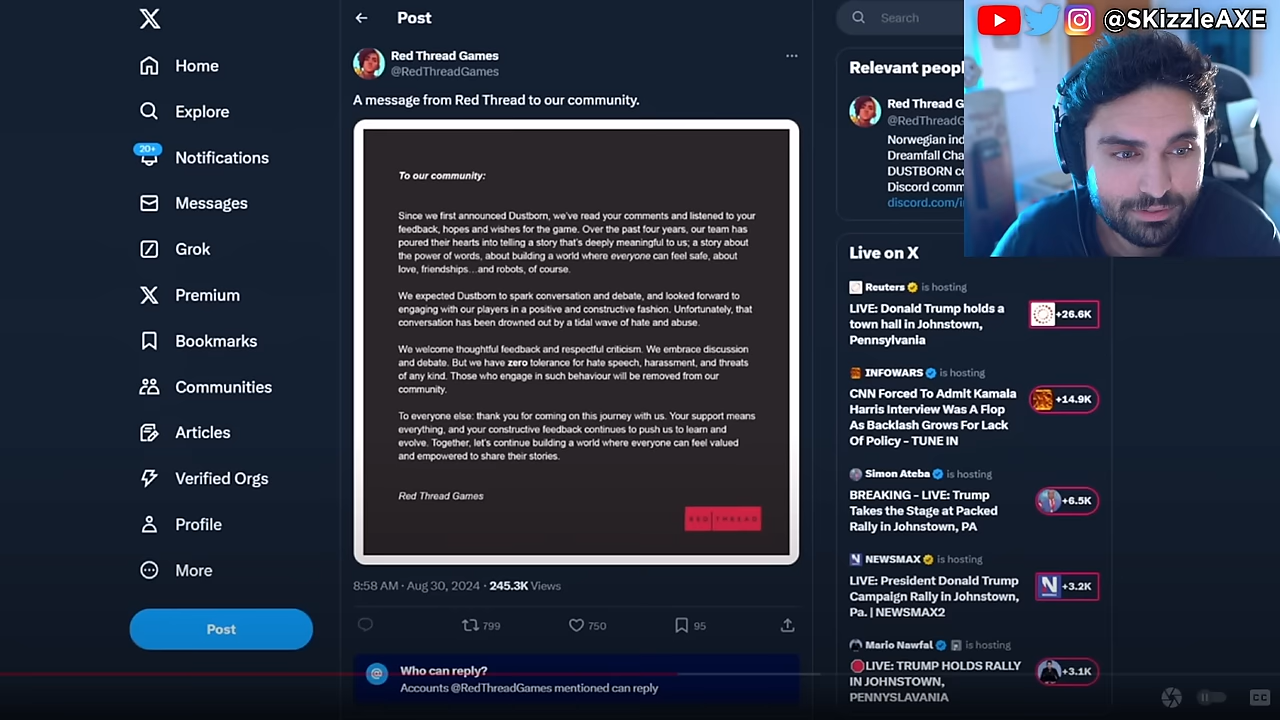 Home
Explore
20+
Notifications
Messages
Grok
Premium
Bookmarks
Communities
Articles
Verified Orgs
Profile
More
Post
Post
Red Thread Games
@RedThreadGames
A message from Red Thread to our community.
To our community:
Since we first announced Dustborn, we've read your comments and listened to your
feedback, hopes and wishes for the game. Over the past four years, our team has
poured their hearts into telling a story that's deeply meaningful to us; a story about
the power of words, about building a world where everyone can feel safe, about
love, friendships...and robots, of course.
We expected Dustborn to spark conversation and debate, and looked forward to
engaging with our players in a positive and constructive fashion. Unfortunately, that
conversation has been drowned out by a tidal wave of hate and abuse.
We welcome thoughtful feedback and respectful criticism. We embrace discussion
and debate. But we have zero tolerance for hate speech, harassment, and threats
of any kind. Those who engage in such behaviour will be removed from our
community.
To everyone else: thank you for coming on this journey with us. Your support means
everything, and your constructive feedback continues to push us to learn and
evolve. Together, let's continue building a world where everyone can feel valued
and empowered to share their stories.
Red Thread Games
RED THREAD
8:58 AM · Aug 30, 2024 · 245.3K Views
799
750
95
Who can reply?
Accounts @RedThreadGames mentioned can reply
Search
@SKizzleAXE
Relevant peopl
Red Thread G
@RedThreadG
Norwegian ind
Dreamfall Cha
DUSTBORN co
Discord comm
discord.com/i
Live on X
Reuters is hosting
LIVE: Donald Trump holds a
town hall in Johnstown,
Pennsylvania
+26.6K
INFOWARS is hosting
CNN Forced To Admit Kamala
Harris Interview Was A Flop
As Backlash Grows For Lack
Of Policy - TUNE IN
+14.9K
Simon Ateba is hosting
BREAKING - LIVE: Trump
Takes the Stage at Packed
Rally in Johnstown, PA
+6.5K
NEWSMAX is hosting
LIVE: President Donald Trump
Campaign Rally in Johnstown,
Pa. | NEWSMAX2
+3.2K
Mario Nawfal is hosting
LIVE: TRUMP HOLDS RALLY
IN JOHNSTOWN,
PENNYSLAVANIA
+3.1K
CC